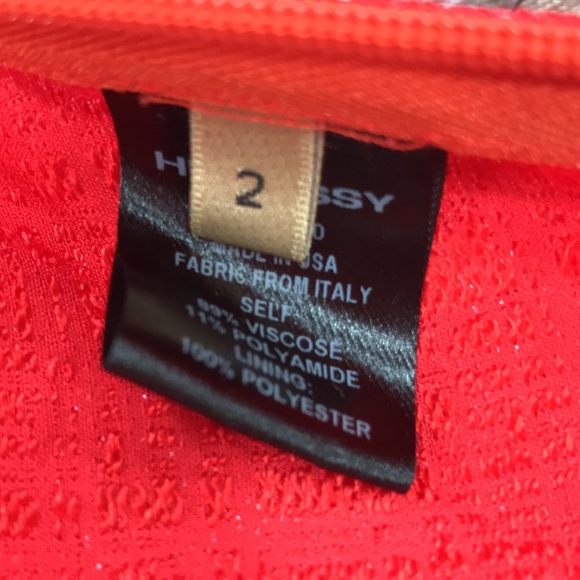 2
MADE IN USA
FABRIC FROM ITALY
SELF:
89% VISCOSE
11% POLYAMIDE
LINING:
100% POLYESTER